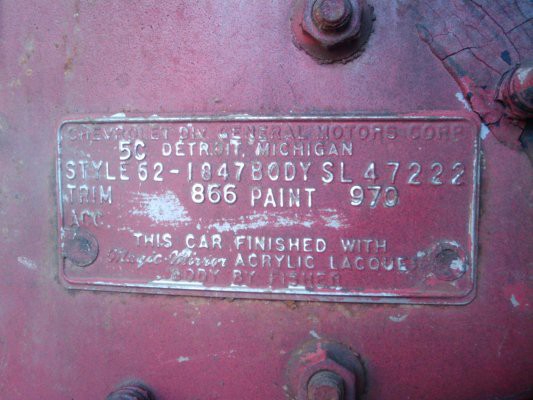 CHEVROLET DIV. GENERAL MOTORS CORP.
5C DETROIT, MICHIGAN
STYLE 62-1847 BODY SL 47222
TRIM 866 PAINT 970
ACC.
THIS CAR FINISHED WITH
Magic-Mirror ACRYLIC LACQUER
BODY BY FISHER